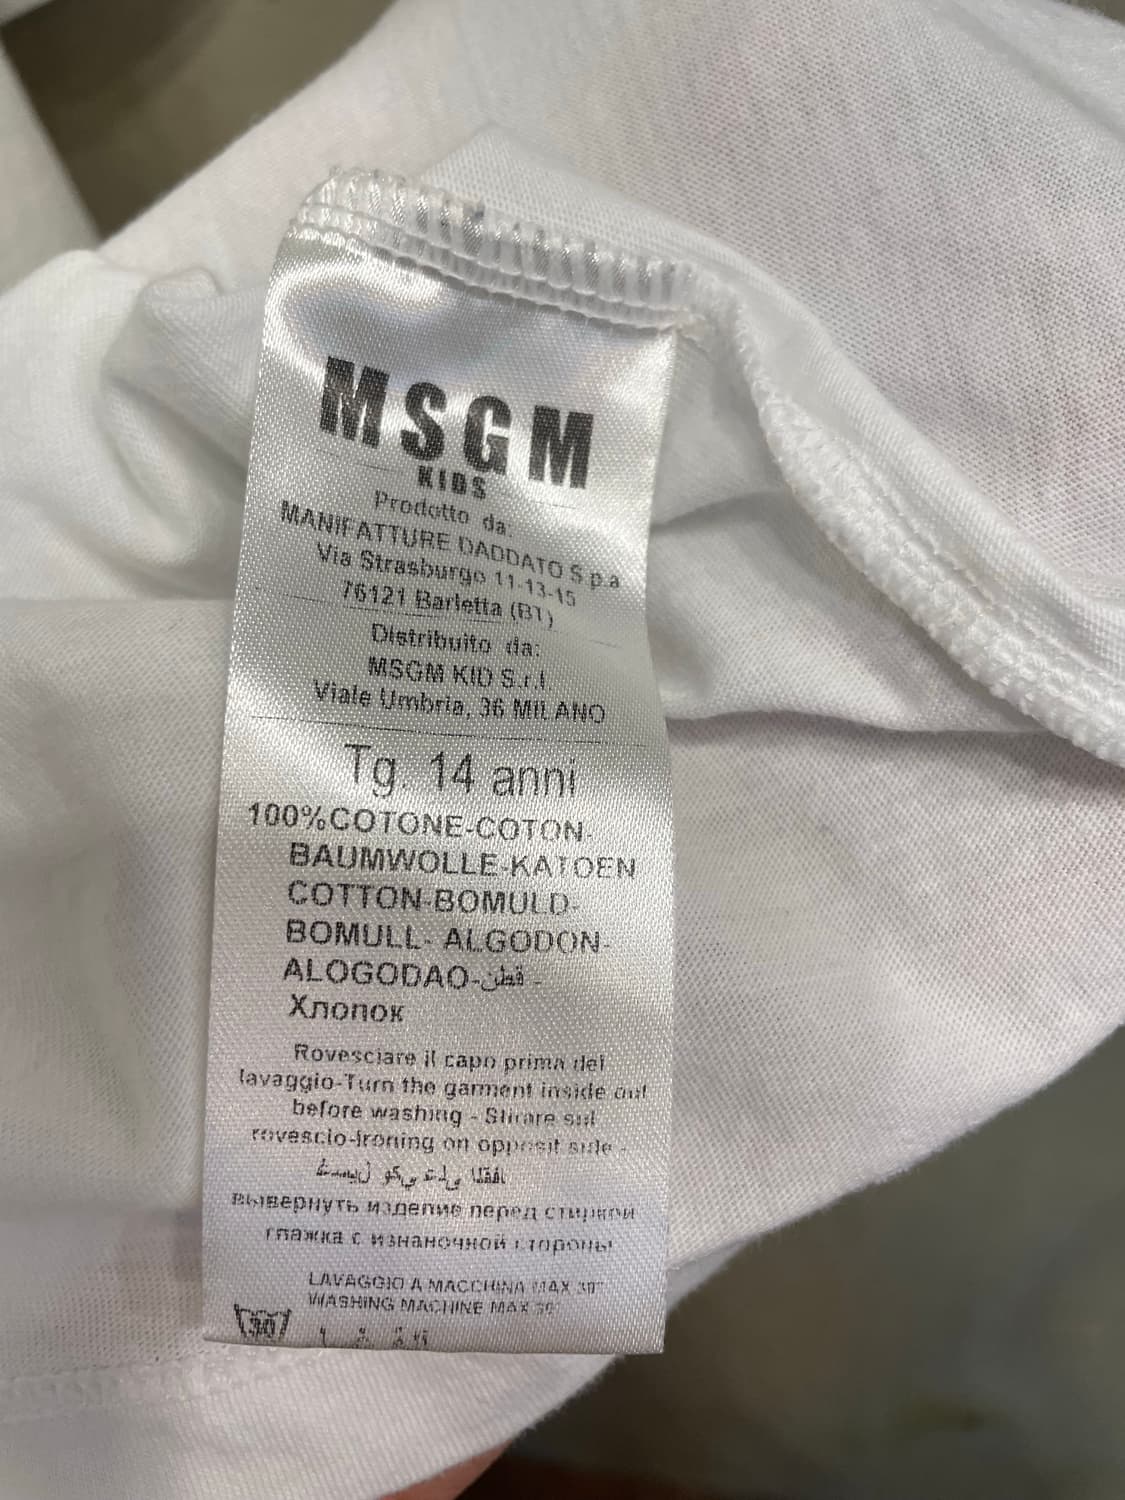 MSGM
KIDS
Prodotto da:
MANIFATTURE DADDATO S.p.a
Via Strasburgo 11-13-15
76121 Barletta (BT)
Distribuito da:
MSGM KID S.r.l.
Viale Umbria, 36 MILANO
Tg. 14 anni
100%COTONE-COTON-
BAUMWOLLE-KATOEN
COTTON-BOMULD-
BOMULL- ALGODON-
ALOGODAO-قطن -
Хлопок
Rovesciare il capo prima del
lavaggio-Turn the garment inside out
before washing - Stirare sul
rovescio-Ironing on opposit side -
вывернуть изделие перед стиркой
глажка с изнаночной стороны
LAVAGGIO A MACCHINA MAX 30°
WASHING MACHINE MAX 30°
30